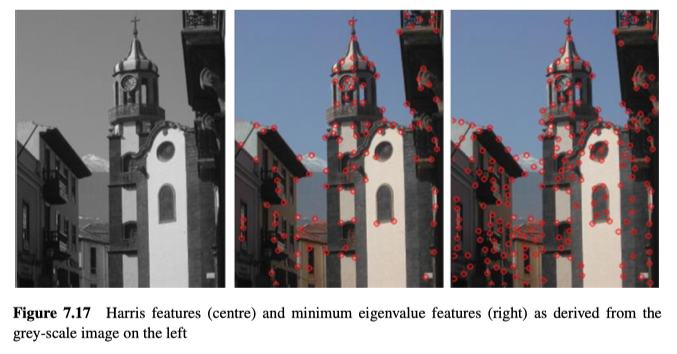 Figure 7.17 Harris features (centre) and minimum eigenvalue features (right) as derived from the
grey-scale image on the left